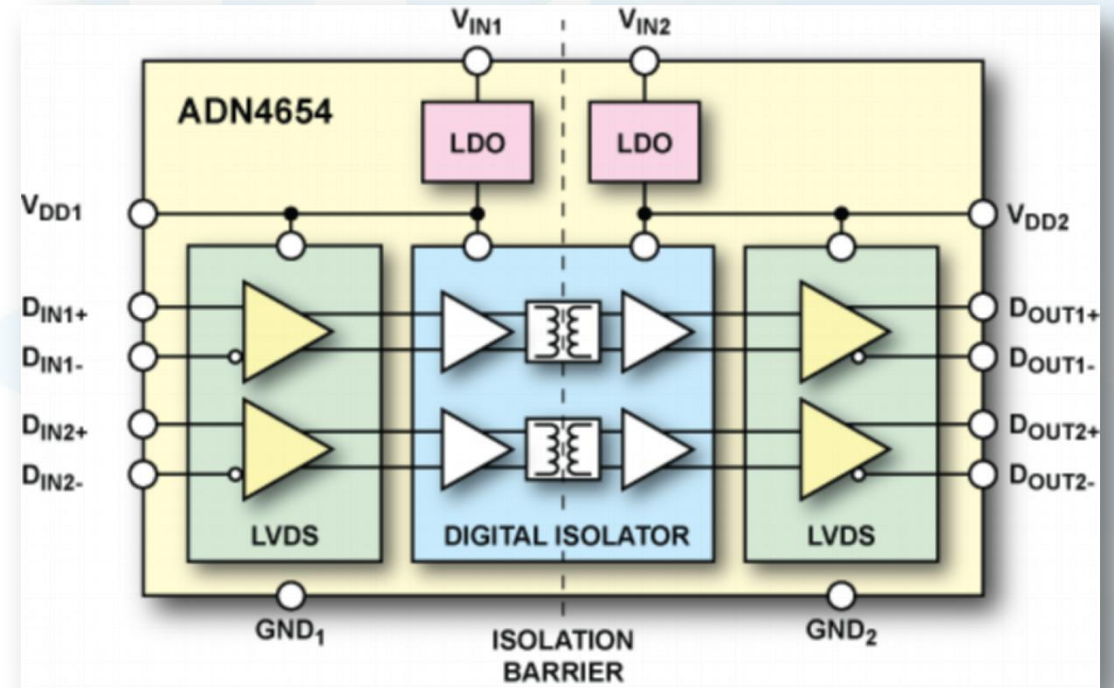 VIN1 VIN2
ADN4654
LDO LDO
VDD1 VDD2
DIN1+ DOUT1+
DIN1- DOUT1-
DIN2+ DOUT2+
DIN2- DOUT2-
LVDS DIGITAL ISOLATOR LVDS
GND1 GND2
ISOLATION
BARRIER